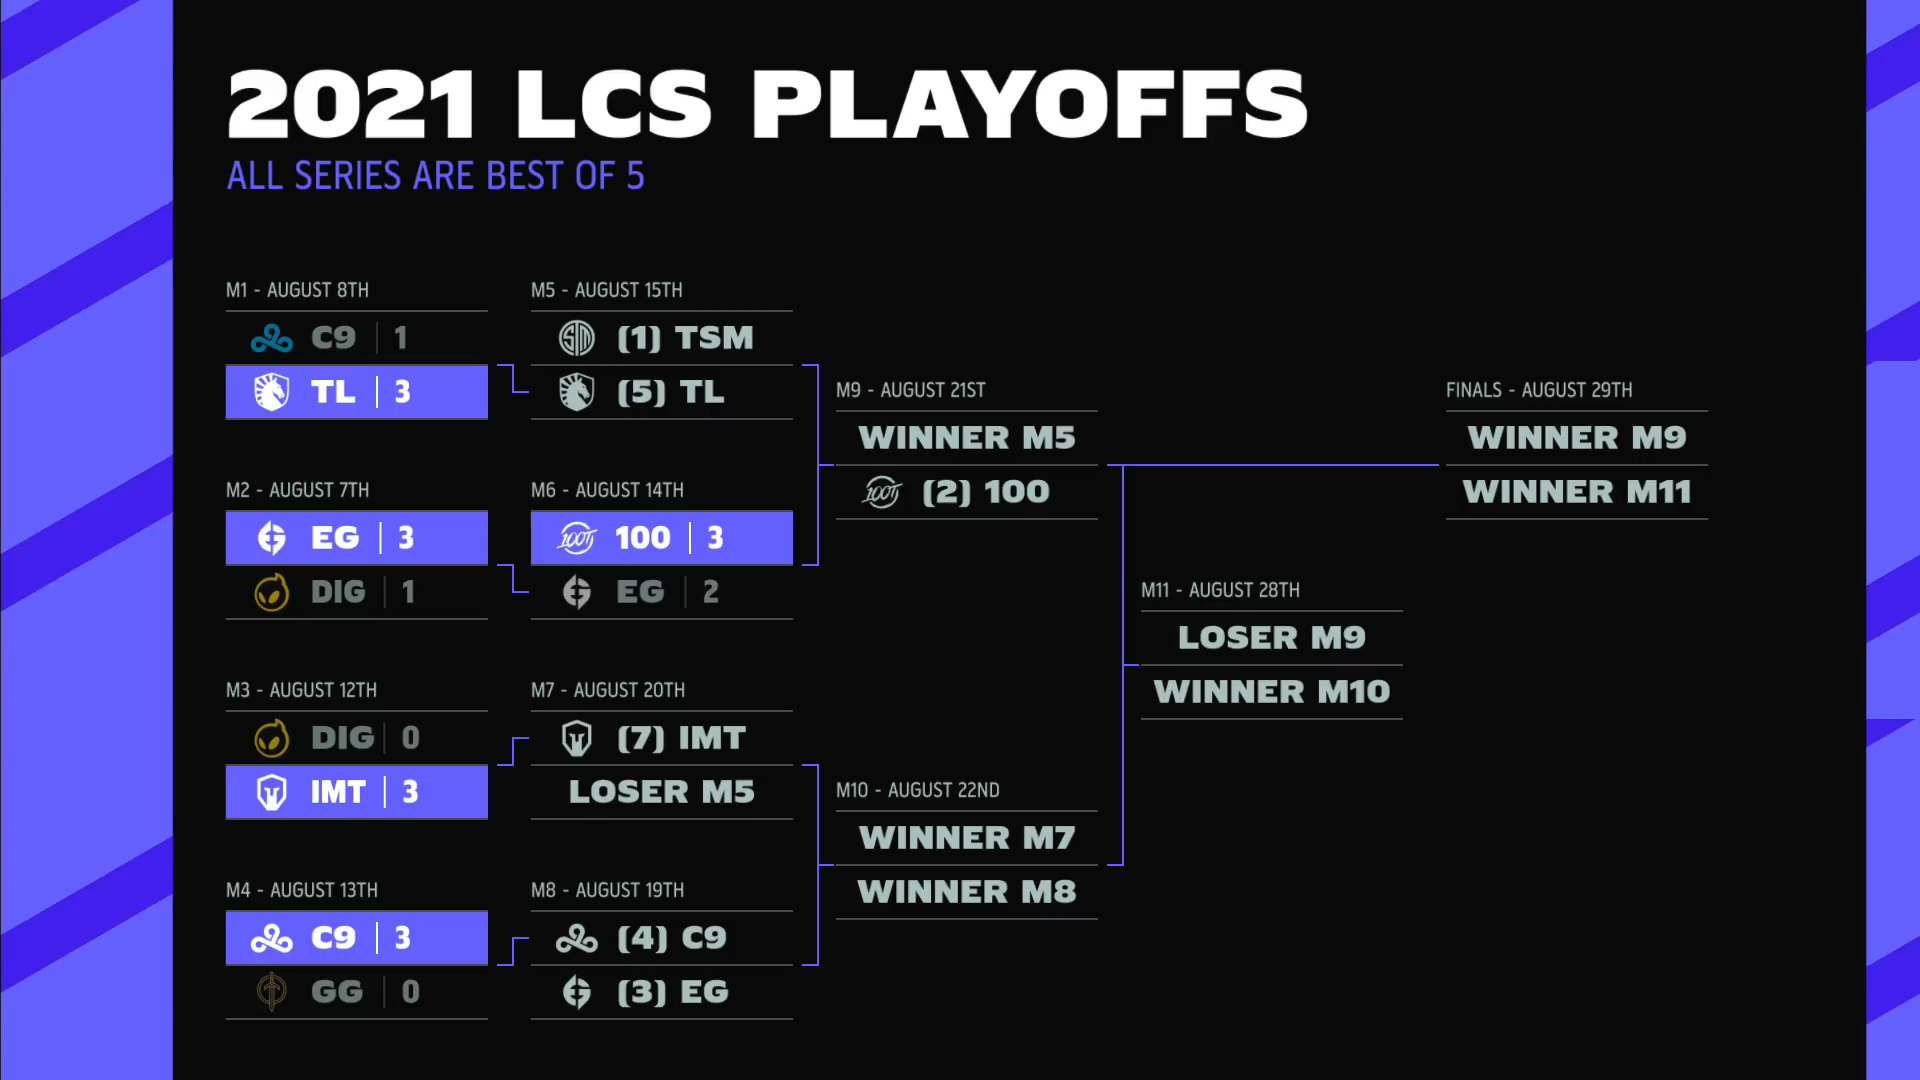 2021 LCS PLAYOFFS
ALL SERIES ARE BEST OF 5
M1 - AUGUST 8TH
C9 | 1
TL | 3
M2 - AUGUST 7TH
EG | 3
DIG | 1
M3 - AUGUST 12TH
DIG | 0
IMT | 3
M4 - AUGUST 13TH
C9 | 3
GG | 0
M5 - AUGUST 15TH
TSM (1) TSM
(5) TL
M6 - AUGUST 14TH
100T 100 | 3
EG | 2
M7 - AUGUST 20TH
(7) IMT
LOSER M5
M8 - AUGUST 19TH
(4) C9
(3) EG
M9 - AUGUST 21ST
WINNER M5
100T (2) 100
M10 - AUGUST 22ND
WINNER M7
WINNER M8
M11 - AUGUST 28TH
LOSER M9
WINNER M10
FINALS - AUGUST 29TH
WINNER M9
WINNER M11